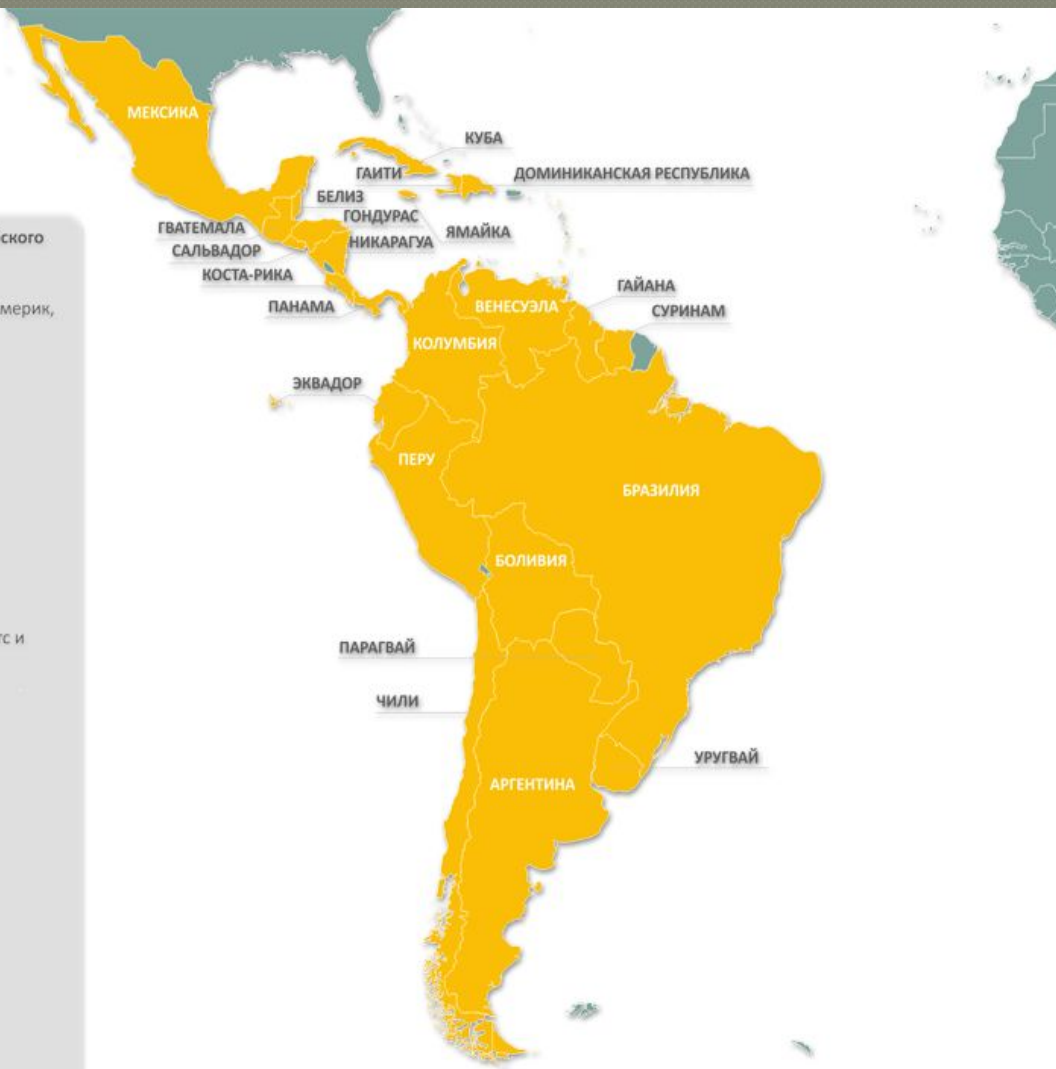 МЕКСИКА
КУБА
ГАИТИ
ДОМИНИКАНСКАЯ РЕСПУБЛИКА
БЕЛИЗ
ГОНДУРАС
ГВАТЕМАЛА
ЯМАЙКА
НИКАРАГУА
САЛЬВАДОР
КОСТА-РИКА
ПАНАМА
ГАЙАНА
ВЕНЕСУЭЛА
СУРИНАМ
КОЛУМБИЯ
ЭКВАДОР
ПЕРУ
БРАЗИЛИЯ
БОЛИВИЯ
ПАРАГВАЙ
ЧИЛИ
УРУГВАЙ
АРГЕНТИНА
ского
мерик,
тс и